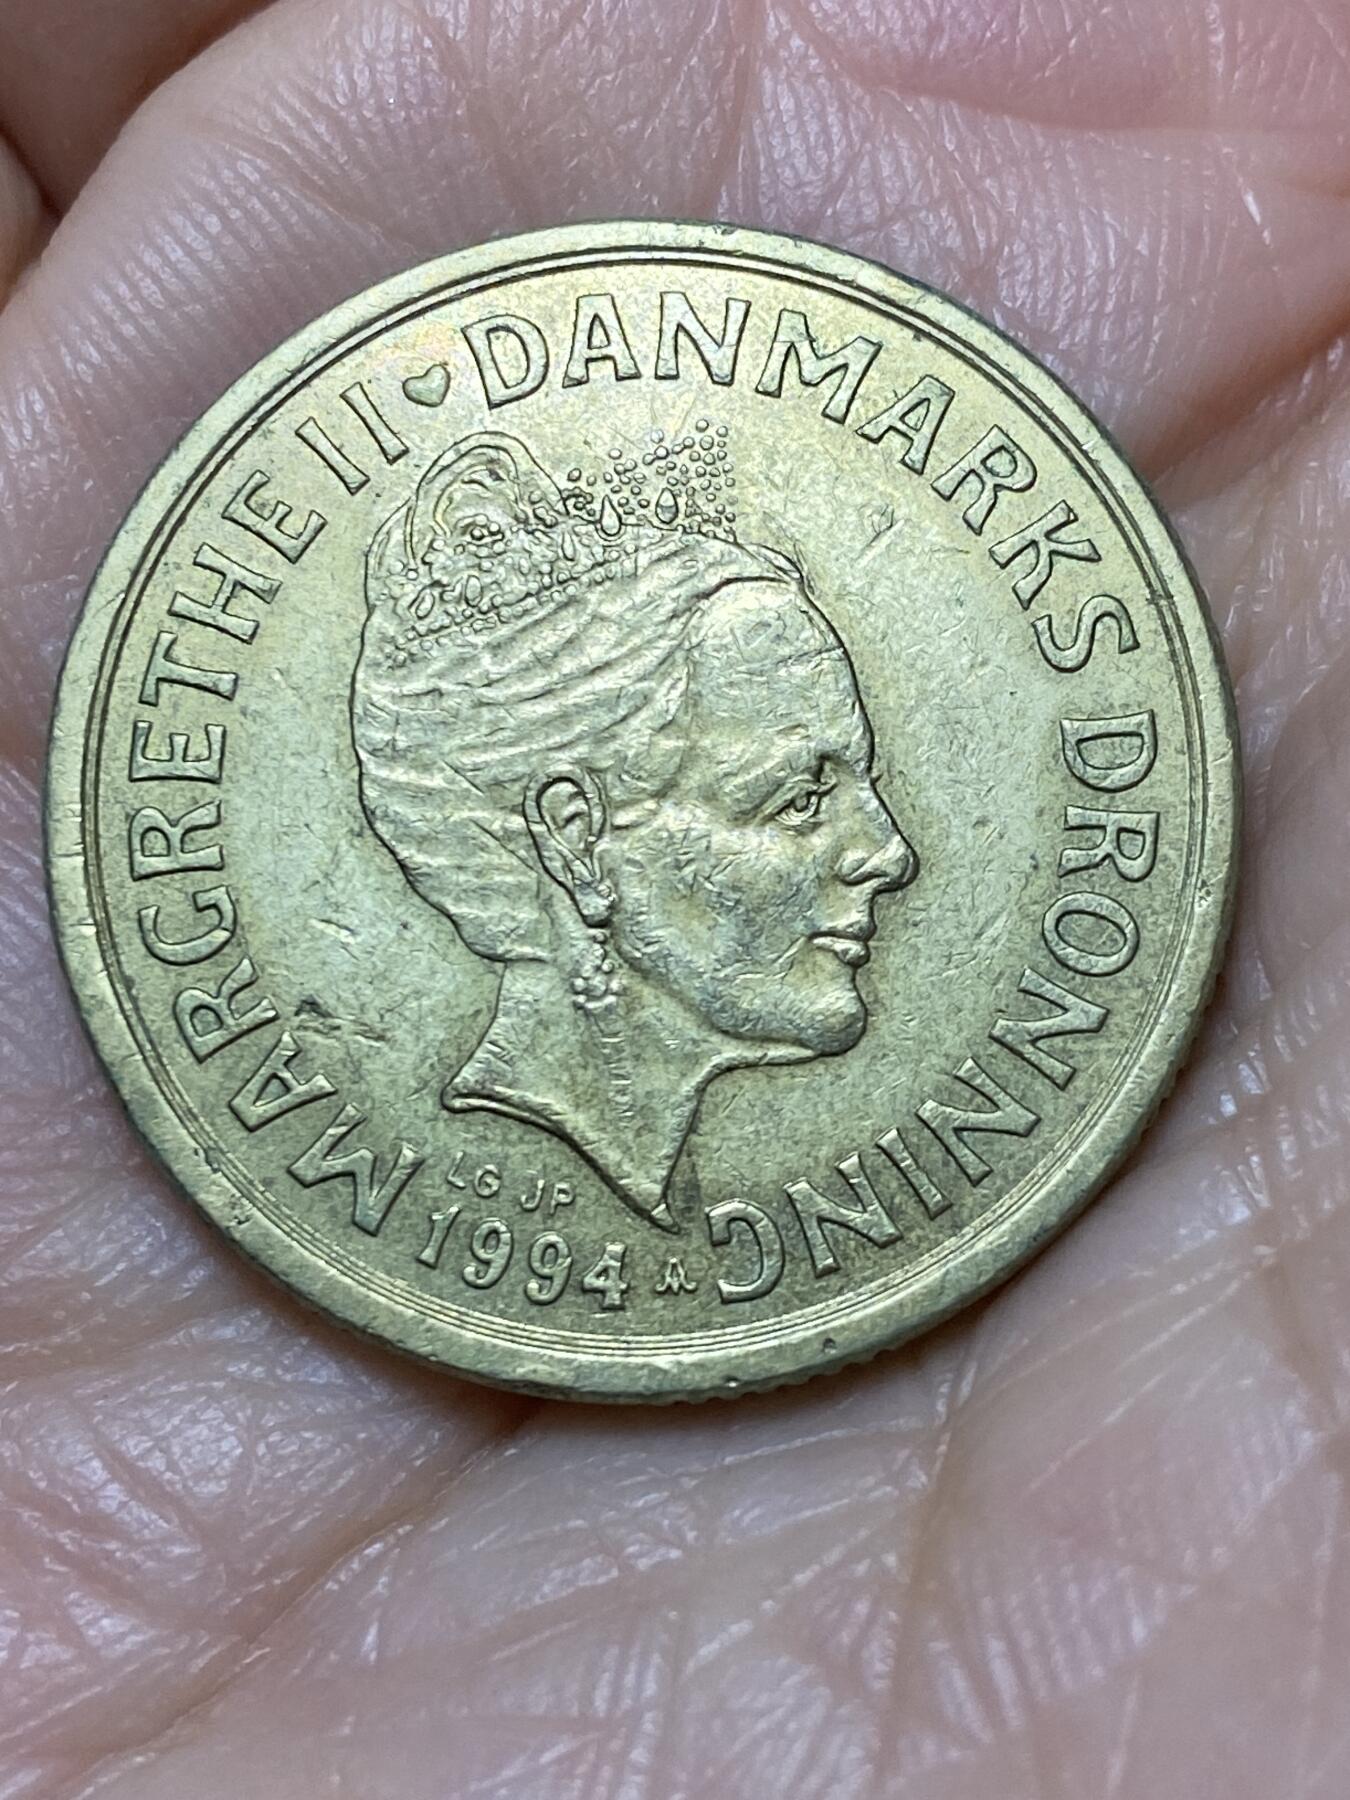 MARGRETHE II ♥ DANMARKS DRONNING
LG JP
1994